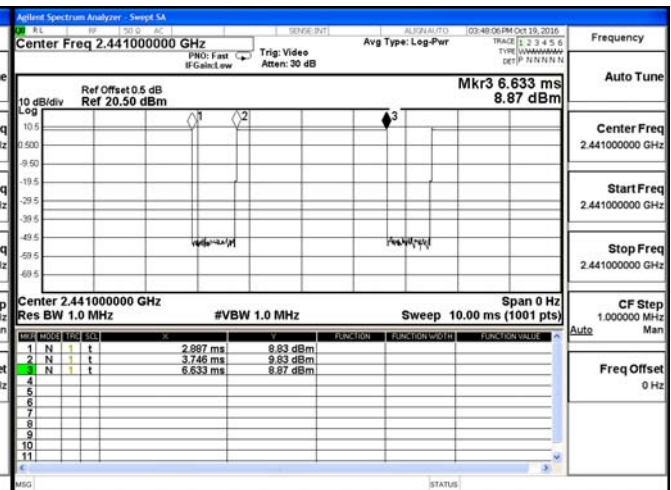 Agilent Spectrum Analyzer - Swept SA
RL RF 50 Ω AC SENSE:INT ALIGN AUTO 03:48:06 PM Oct 19, 2016
Center Freq 2.441000000 GHz
PNO: Fast
IFGain:Low
Trig: Video
Atten: 30 dB
Avg Type: Log-Pwr
TRACE 1 2 3 4 5 6
TYPE
DET P N N N N N
Ref Offset 0.5 dB
10 dB/div Ref 20.50 dBm
Mkr3 6.633 ms
8.87 dBm
Log
10.5
0.500
-9.50
-19.5
-29.5
-39.5
-49.5
-59.5
-69.5
1 2 3
Center 2.441000000 GHz Span 0 Hz
Res BW 1.0 MHz #VBW 1.0 MHz Sweep 10.00 ms (1001 pts)
MKR MODE TRC SCL X Y FUNCTION FUNCTION WIDTH FUNCTION VALUE
1 N 1 t 2.887 ms 8.83 dBm
2 N 1 t 3.746 ms 9.83 dBm
3 N 1 t 6.633 ms 8.87 dBm
4
5
6
7
8
9
10
11
MSG STATUS
Frequency
Auto Tune
Center Freq
2.441000000 GHz
Start Freq
2.441000000 GHz
Stop Freq
2.441000000 GHz
CF Step
1.000000 MHz
Auto Man
Freq Offset
0 Hz